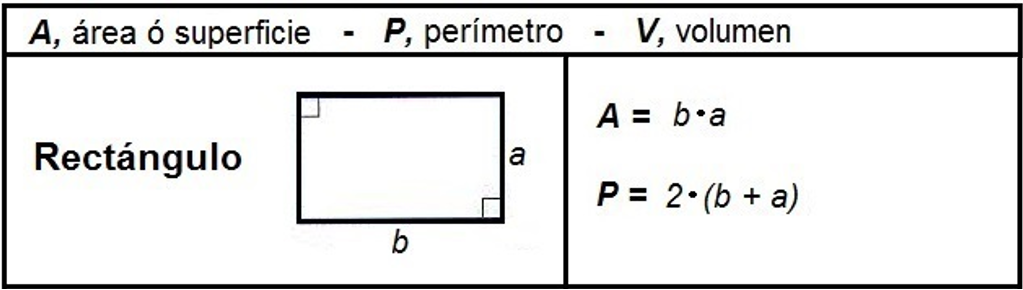 A, área ó superficie - P, perímetro - V, volumen
Rectángulo
a
b
A = b·a
P = 2·(b + a)